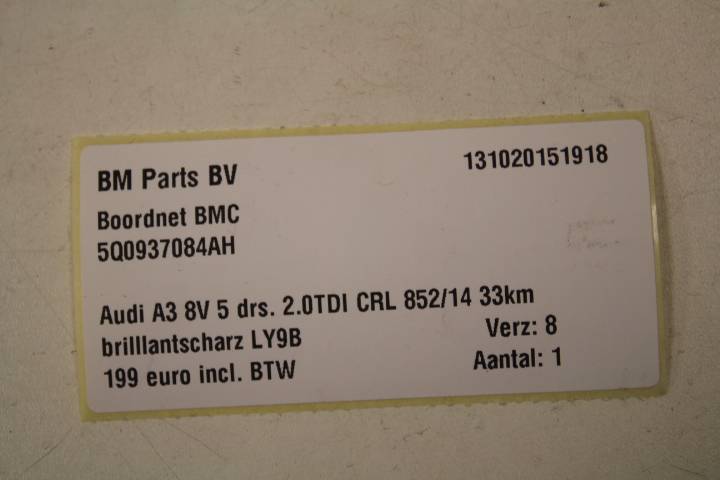 BM Parts BV 131020151918
Boordnet BMC
5Q0937084AH
Audi A3 8V 5 drs. 2.0TDI CRL 852/14 33km
brilllantscharz LY9B Verz: 8
199 euro incl. BTW Aantal: 1